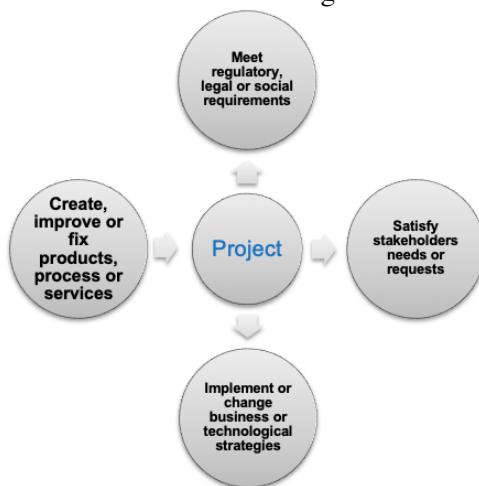 Meet
regulatory,
legal or social
requirements
Create,
improve or
fix
products,
process or
services
Project
Satisfy
stakeholders
needs or
requests
Implement or
change
business or
technological
strategies